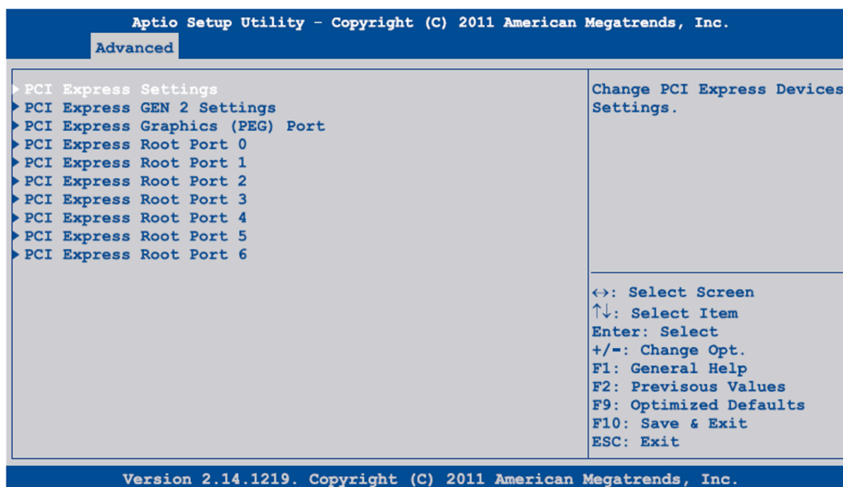 Aptio Setup Utility – Copyright (C) 2011 American Megatrends, Inc.
Advanced
PCI Express Settings
PCI Express GEN 2 Settings
PCI Express Graphics (PEG) Port
PCI Express Root Port 0
PCI Express Root Port 1
PCI Express Root Port 2
PCI Express Root Port 3
PCI Express Root Port 4
PCI Express Root Port 5
PCI Express Root Port 6
Change PCI Express Devices
Settings.
↔: Select Screen
↑↓: Select Item
Enter: Select
+/-: Change Opt.
F1: General Help
F2: Previsous Values
F9: Optimized Defaults
F10: Save & Exit
ESC: Exit
Version 2.14.1219. Copyright (C) 2011 American Megatrends, Inc.